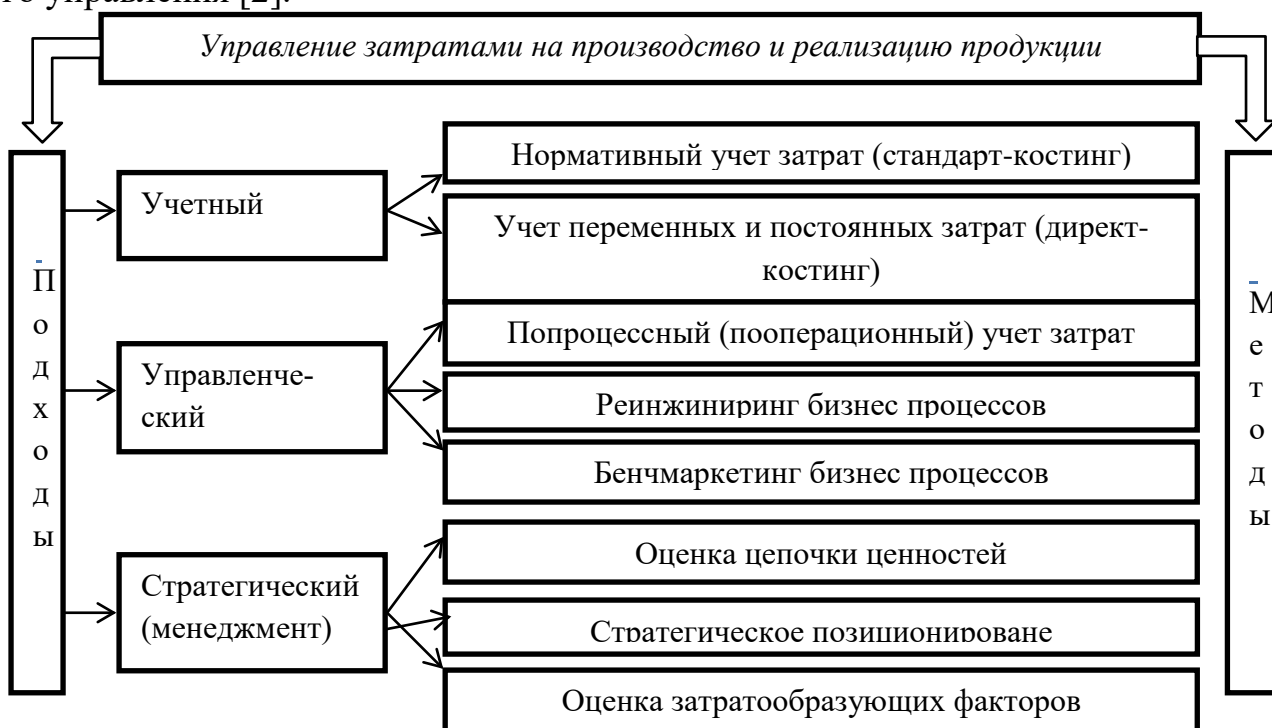 го управления [2].
Управление затратами на производство и реализацию продукции
Подходы
Учетный
Нормативный учет затрат (стандарт-костинг)
Учет переменных и постоянных затрат (директ-
костинг)
Управленче-
ский
Попроцессный (пооперационный) учет затрат
Реинжиниринг бизнес процессов
Бенчмаркетинг бизнес процессов
Стратегический
(менеджмент)
Оценка цепочки ценностей
Стратегическое позиционироване
Оценка затратообразующих факторов
Методы